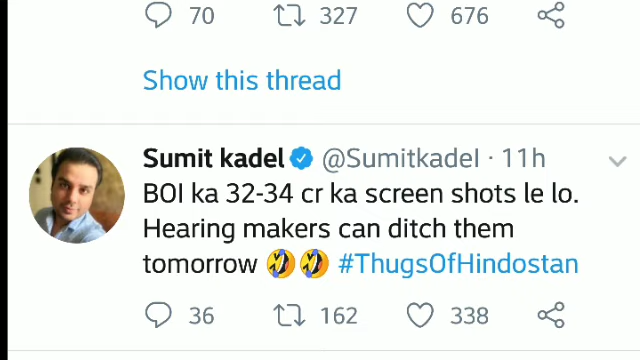 70 327 676
Show this thread
Sumit kadel @Sumitkadel · 11h
BOI ka 32-34 cr ka screen shots le lo.
Hearing makers can ditch them
tomorrow 🤣🤣 #ThugsOfHindostan
36 162 338